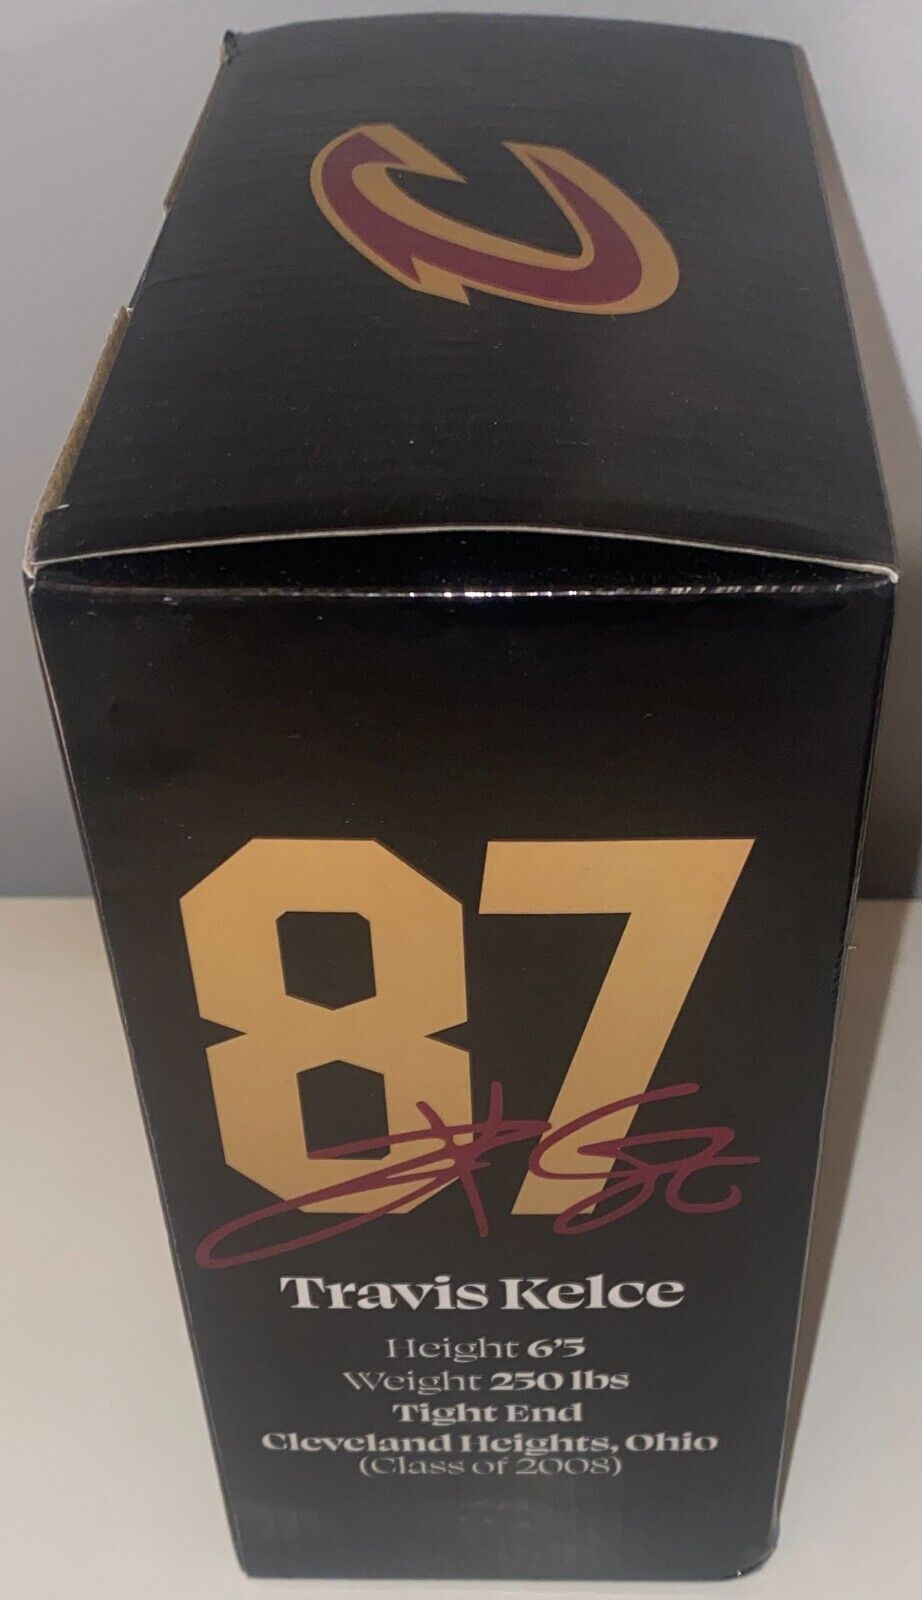 C
87
Travis Kelce
Height 6'5
Weight 250 lbs
Tight End
Cleveland Heights, Ohio
(Class of 2008)